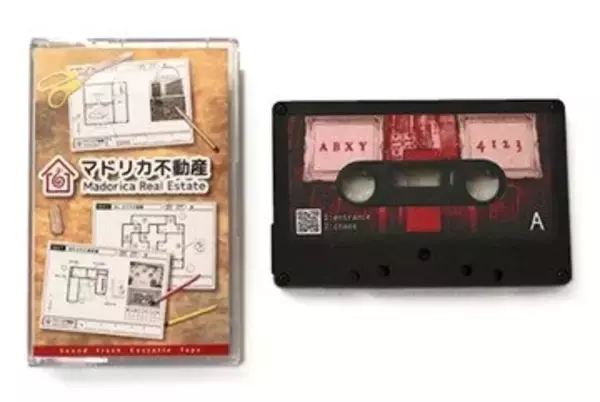 マドリカ不動産
Madorica Real Estate
Sound Track Cassette Tape
ABXY
4123
1:entrance
2:chaos
A